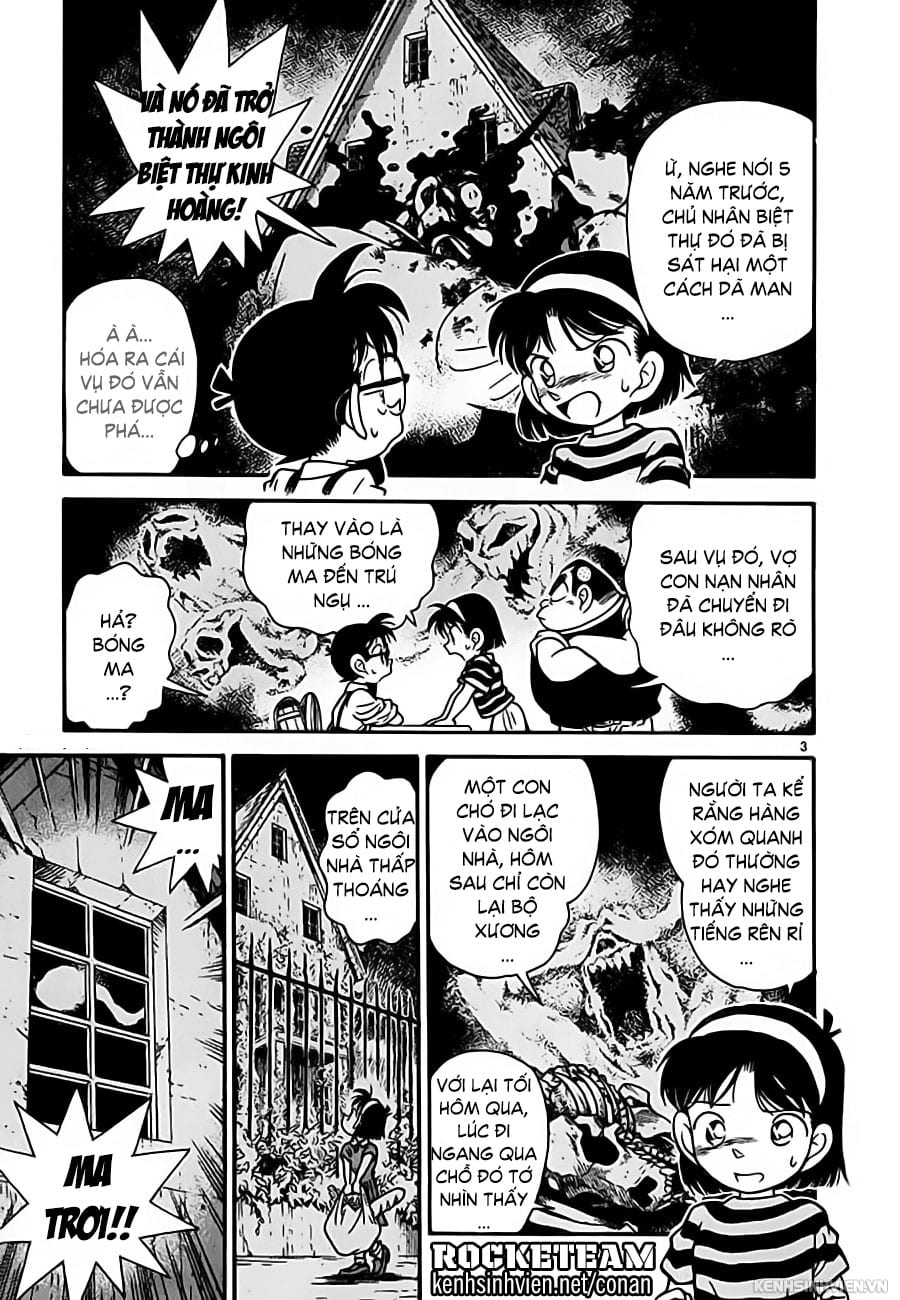 Ừ, NGHE NÓI 5
NĂM TRƯỚC,
CHỦ NHÂN BIỆT
THỰ ĐÓ ĐÃ BỊ
SÁT HẠI MỘT
CÁCH DÃ MAN
...
VÀ NÓ ĐÃ TRỞ
THÀNH NGÔI
BIỆT THỰ KINH
HOÀNG!
À À...
HÓA RA CÁI
VỤ ĐÓ VẪN
CHƯA ĐƯỢC
PHÁ...
SAU VỤ ĐÓ, VỢ
CON NẠN NHÂN
ĐÃ CHUYỂN ĐI
ĐÂU KHÔNG RÕ
...
THAY VÀO LÀ
NHỮNG BÓNG
MA ĐẾN TRÚ
NGỤ ...
HẢ?
BÓNG
MA
...?
3
NGƯỜI TA KỂ
RẰNG HÀNG
XÓM QUANH
ĐÓ THƯỜNG
HAY NGHE
THẤY NHỮNG
TIẾNG RÊN RỈ
...
MỘT CON
CHÓ ĐI LẠC
VÀO NGÔI
NHÀ, HÔM
SAU CHỈ CÒN
LẠI BỘ
XƯƠNG
...
VỚI LẠI TỐI
HÔM QUA,
LÚC ĐI
NGANG QUA
CHỖ ĐÓ TỚ
NHÌN THẤY
...
TRÊN CỬA
SỔ NGÔI
NHÀ THẤP
THOÁNG
...
MA
...
MA
TRƠI!!
ROCKETEAM
kenhsinhvien.net/conan
KENHSINHVIEN.VN